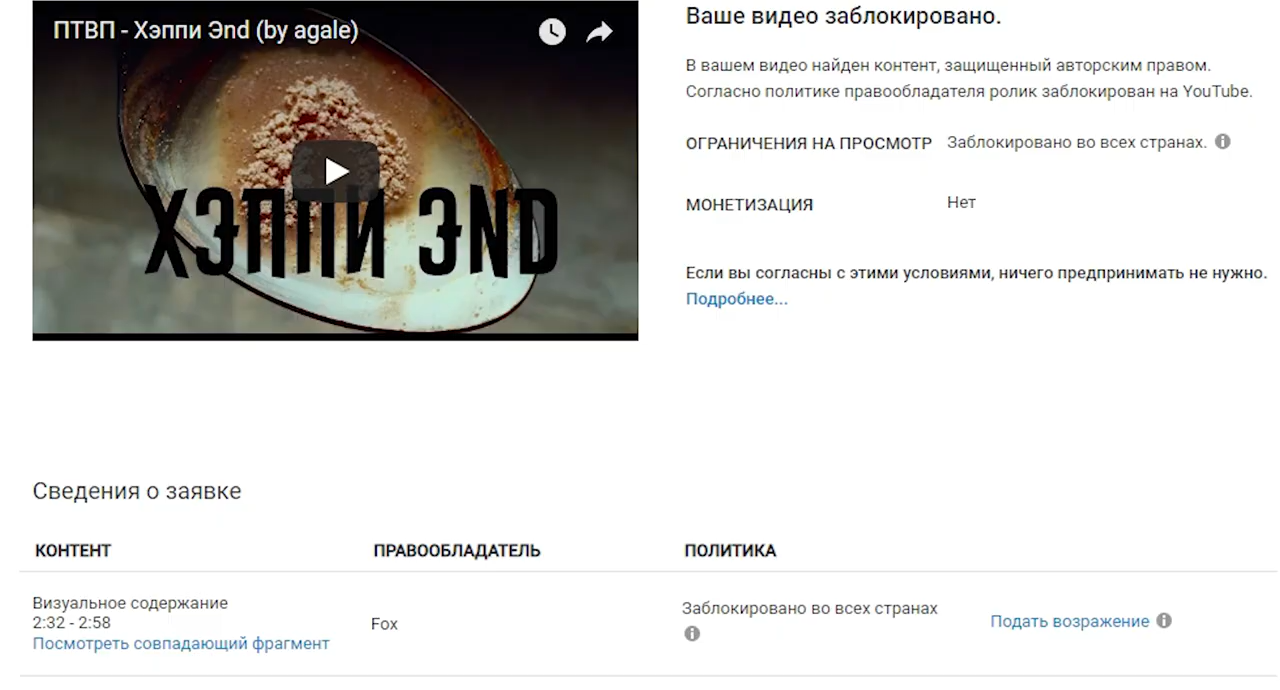 ПТВП - Хэппи Эnd (by agale)
ХЭППИ ЭND
Ваше видео заблокировано.
В вашем видео найден контент, защищенный авторским правом.
Согласно политике правообладателя ролик заблокирован на YouTube.
ОГРАНИЧЕНИЯ НА ПРОСМОТР Заблокировано во всех странах.
МОНЕТИЗАЦИЯ Нет
Если вы согласны с этими условиями, ничего предпринимать не нужно.
Подробнее...
Сведения о заявке
КОНТЕНТ ПРАВООБЛАДАТЕЛЬ ПОЛИТИКА
Визуальное содержание
2:32 - 2:58
Посмотреть совпадающий фрагмент
Fox
Заблокировано во всех странах
Подать возражение